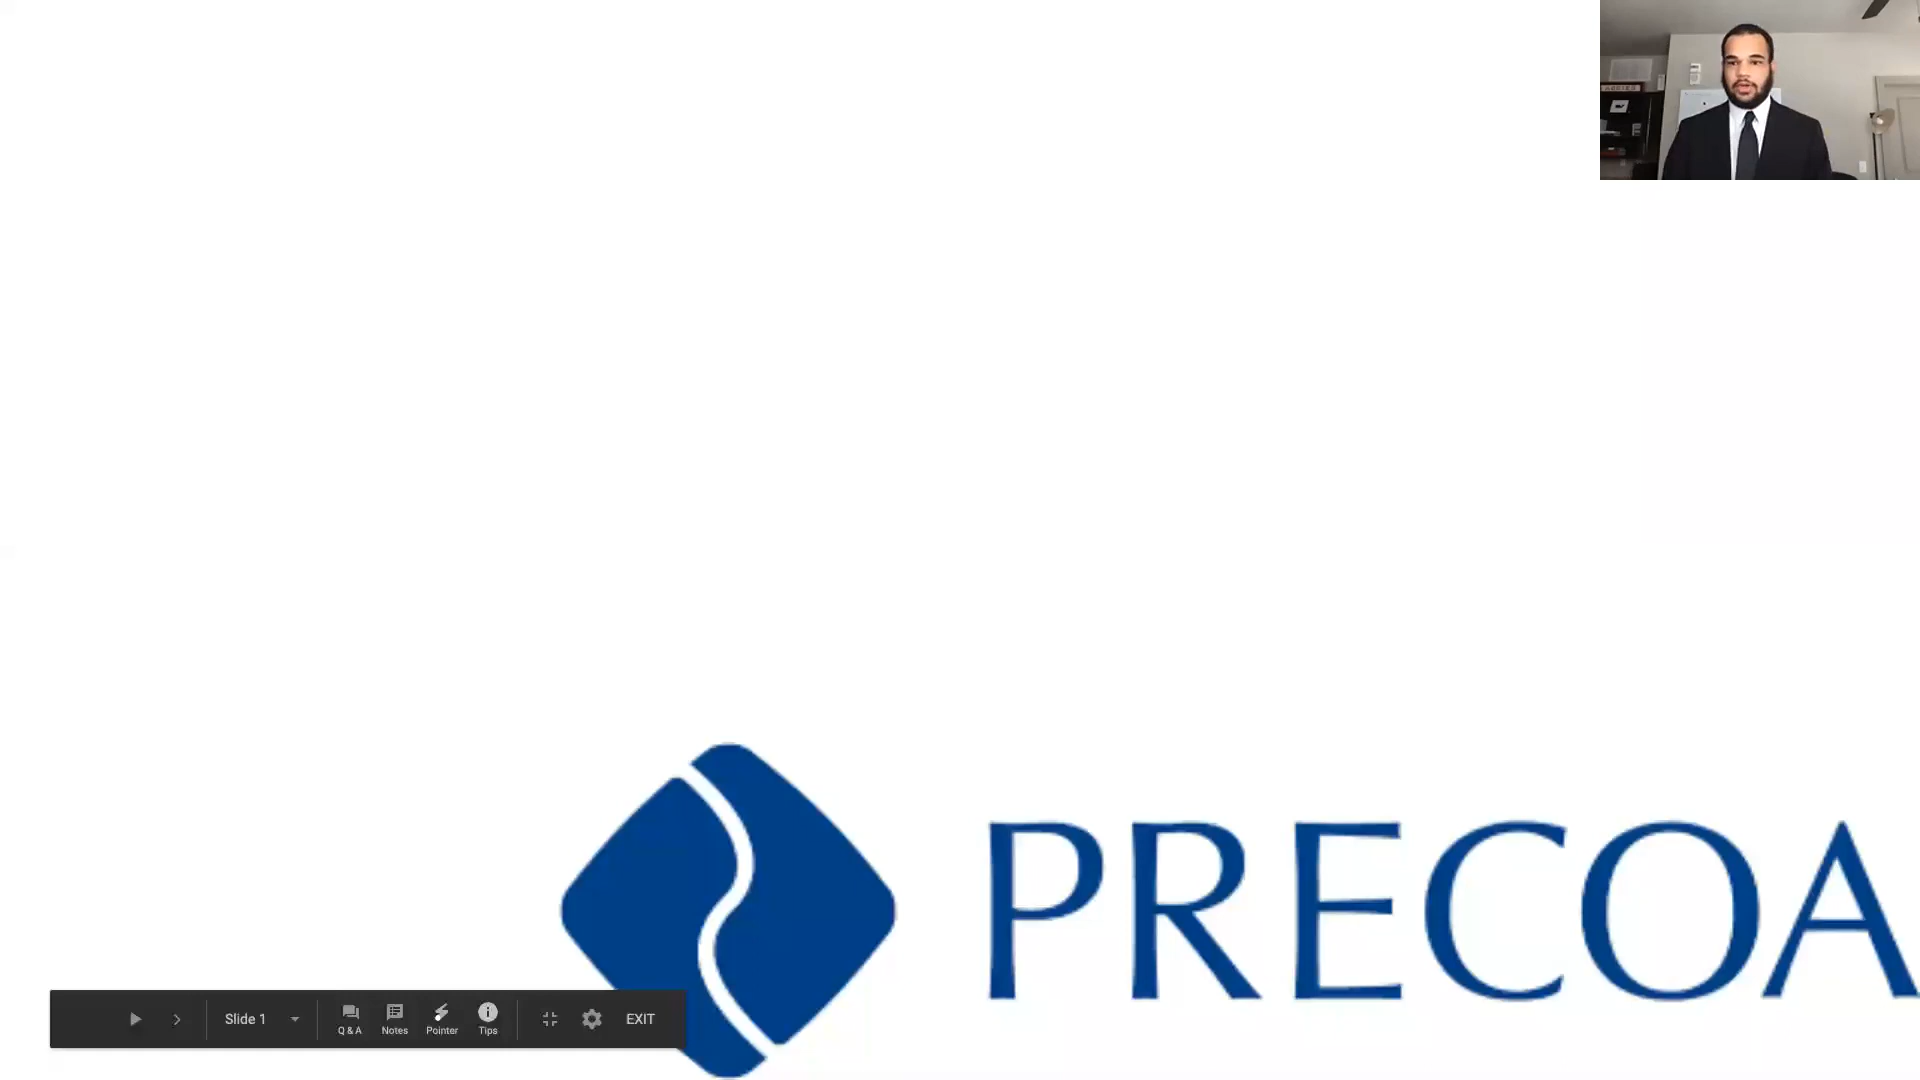 PRECOA
Slide 1
Q & A
Notes
Pointer
Tips
EXIT